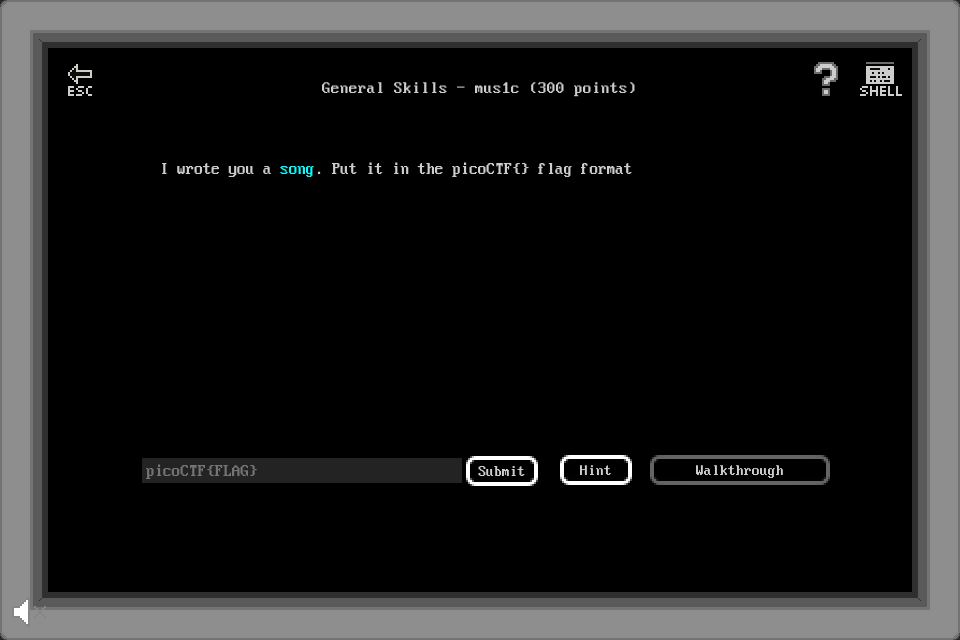 General Skills - mus1c (300 points)
ESC
SHELL
I wrote you a song. Put it in the picoCTF{} flag format
picoCTF{FLAG}
Submit
Hint
Walkthrough